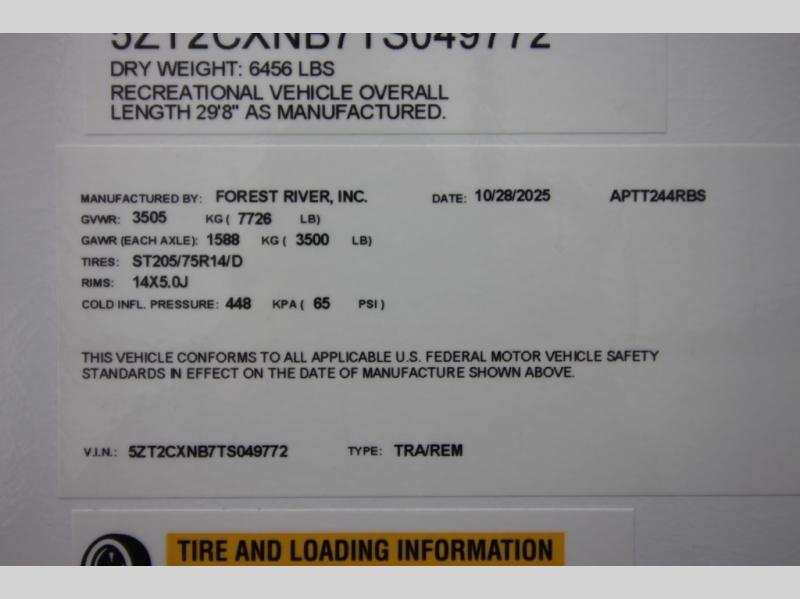 5ZT2CXNB7TS049772
DRY WEIGHT: 6456 LBS
RECREATIONAL VEHICLE OVERALL
LENGTH 29'8" AS MANUFACTURED.
MANUFACTURED BY: FOREST RIVER, INC. DATE: 10/28/2025 APTT244RBS
GVWR: 3505 KG ( 7726 LB)
GAWR (EACH AXLE): 1588 KG ( 3500 LB)
TIRES: ST205/75R14/D
RIMS: 14X5.0J
COLD INFL. PRESSURE: 448 KPA ( 65 PSI )
THIS VEHICLE CONFORMS TO ALL APPLICABLE U.S. FEDERAL MOTOR VEHICLE SAFETY
STANDARDS IN EFFECT ON THE DATE OF MANUFACTURE SHOWN ABOVE.
V.I.N.: 5ZT2CXNB7TS049772 TYPE: TRA/REM
TIRE AND LOADING INFORMATION